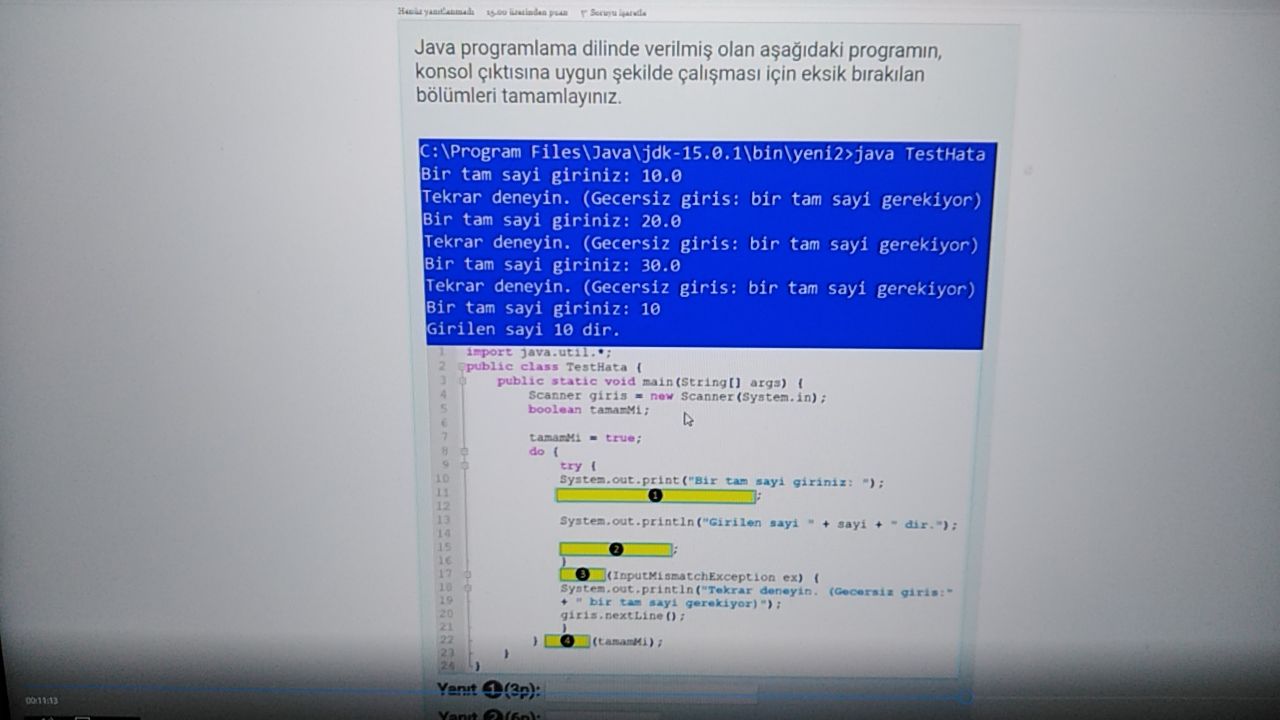 Henüz yanıtlanmadı 15,00 üzerinden puan Soruyu işaretle
Java programlama dilinde verilmiş olan aşağıdaki programın,
konsol çıktısına uygun şekilde çalışması için eksik bırakılan
bölümleri tamamlayınız.
C:\Program Files\Java\jdk-15.0.1\bin\yeni2>java TestHata
Bir tam sayi giriniz: 10.0
Tekrar deneyin. (Gecersiz giris: bir tam sayi gerekiyor)
Bir tam sayi giriniz: 20.0
Tekrar deneyin. (Gecersiz giris: bir tam sayi gerekiyor)
Bir tam sayi giriniz: 30.0
Tekrar deneyin. (Gecersiz giris: bir tam sayi gerekiyor)
Bir tam sayi giriniz: 10
Girilen sayi 10 dir.
1 import java.util.*;
2 public class TestHata {
3 public static void main(String[] args) {
4 Scanner giris = new Scanner(System.in);
5 boolean tamamMi;
6
7 tamamMi = true;
8 do {
9 try {
10 System.out.print("Bir tam sayi giriniz: ");
11 1 ;
12
13 System.out.println("Girilen sayi " + sayi + " dir.");
14
15 2 ;
16 }
17 3 (InputMismatchException ex) {
18 System.out.println("Tekrar deneyin. (Gecersiz giris:"
19 + " bir tam sayi gerekiyor)");
20 giris.nextLine();
21 }
22 } 4 (tamamMi);
23 }
24 }
Yanıt 1 (3p):
Yanıt 2 (6p):
00:11:13